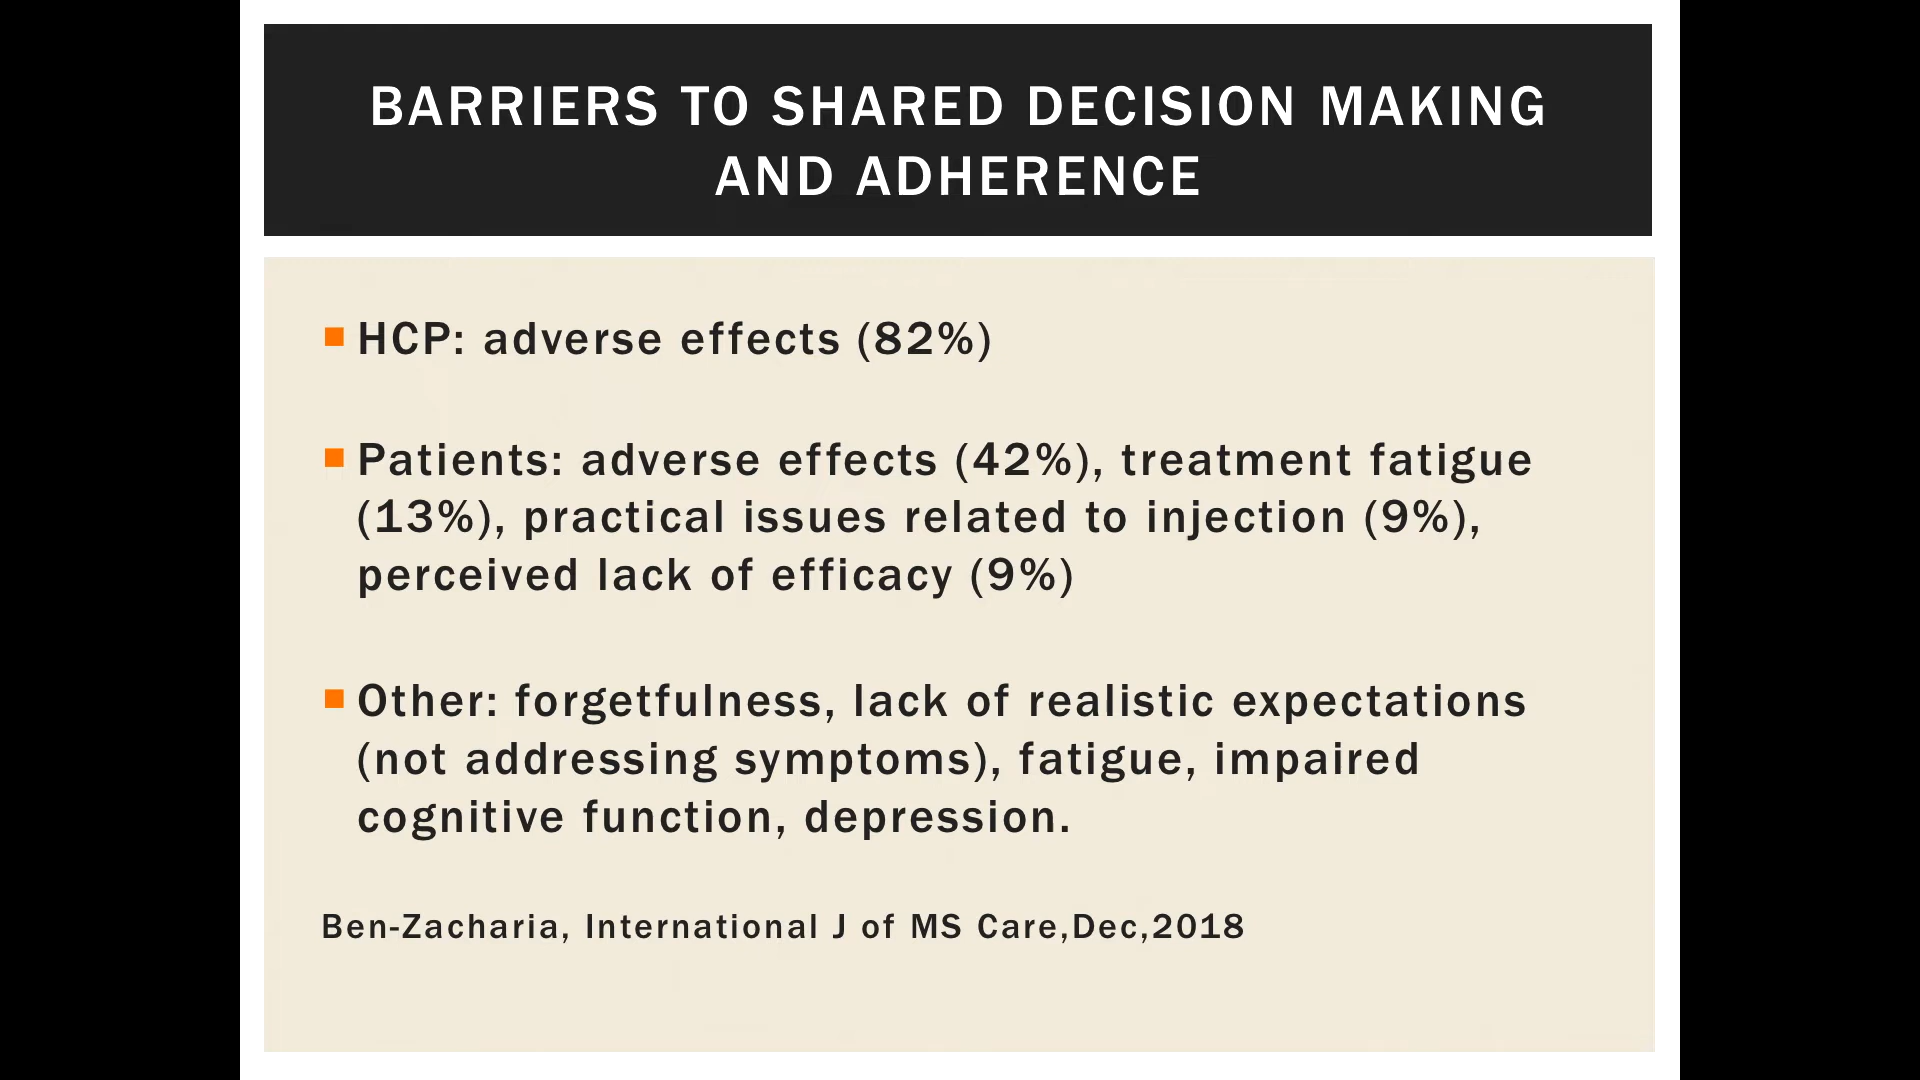 BARRIERS TO SHARED DECISION MAKING
AND ADHERENCE
HCP: adverse effects (82%)
Patients: adverse effects (42%), treatment fatigue
(13%), practical issues related to injection (9%),
perceived lack of efficacy (9%)
Other: forgetfulness, lack of realistic expectations
(not addressing symptoms), fatigue, impaired
cognitive function, depression.
Ben-Zacharia, International J of MS Care,Dec,2018